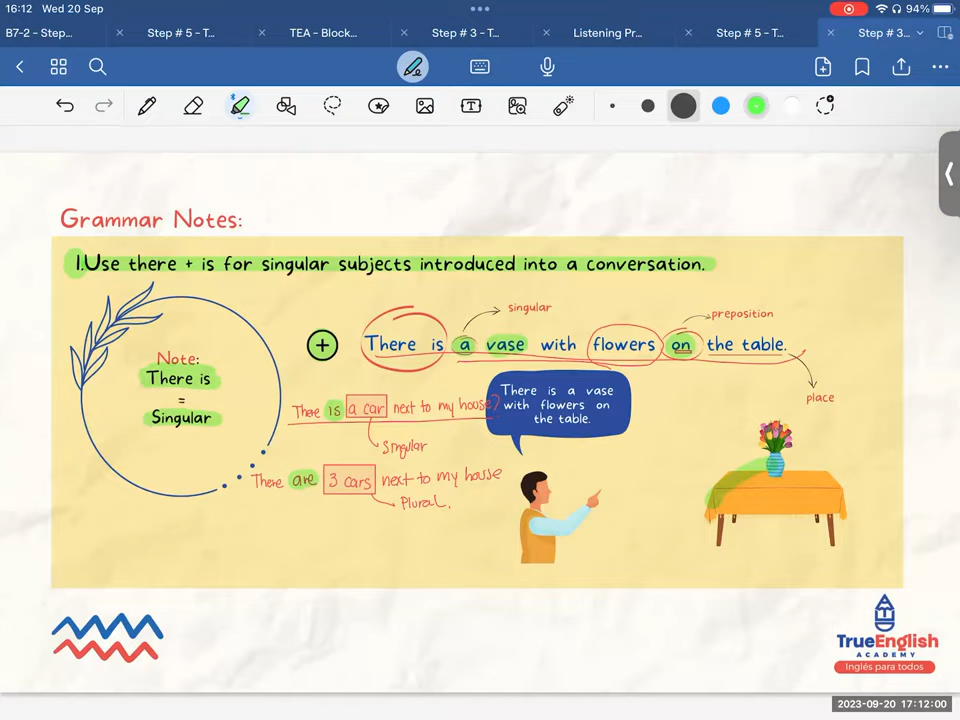 16:12 Wed 20 Sep
94%
B7-2 - Step...
Step # 5 - T...
TEA - Block...
Step # 3 - T...
Listening Pr...
Step # 5 - T...
Step # 3...
Grammar Notes:
1.Use there + is for singular subjects introduced into a conversation.
singular
preposition
+ There is a vase with flowers on the table.
place
Note:
There is
=
Singular
There is a vase
with flowers on
the table.
There is a car next to my house?
Singular
There are 3 cars next to my house
Plural.
TrueEnglish
ACADEMY
Inglés para todos
2023-09-20 17:12:00